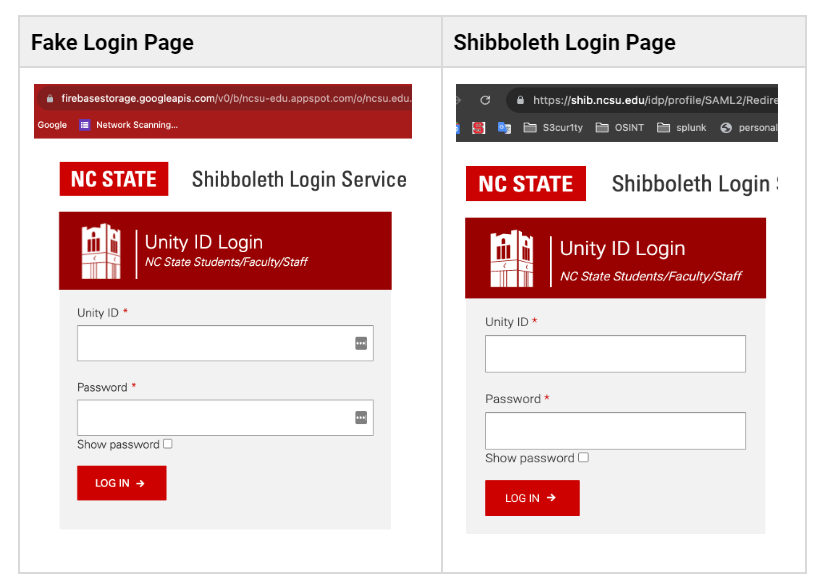 Fake Login Page
firebasestorage.googleapis.com/v0/b/ncsu-edu.appspot.com/o/ncsu.edu.
Google Network Scanning...
NC STATE Shibboleth Login Service
Unity ID Login
NC State Students/Faculty/Staff
Unity ID *
Password *
Show password
LOG IN →
Shibboleth Login Page
https://shib.ncsu.edu/idp/profile/SAML2/Redire
S3cur1ty OSINT splunk personal
NC STATE Shibboleth Login
Unity ID Login
NC State Students/Faculty/Staff
Unity ID *
Password *
Show password
LOG IN →